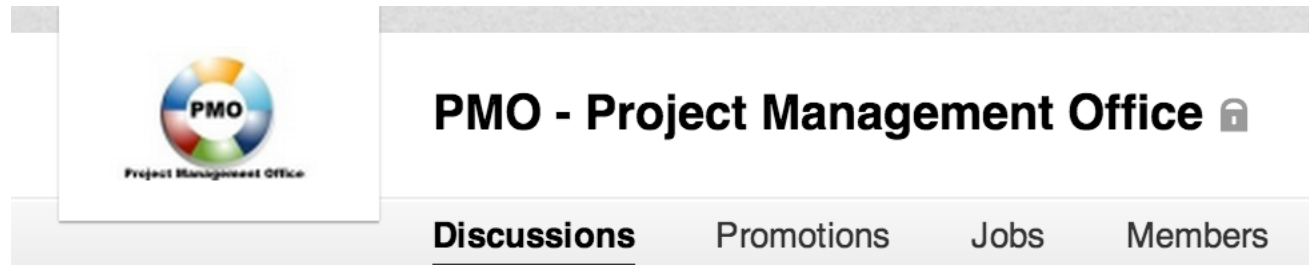 PMO
Project Management Office
PMO - Project Management Office
Discussions Promotions Jobs Members